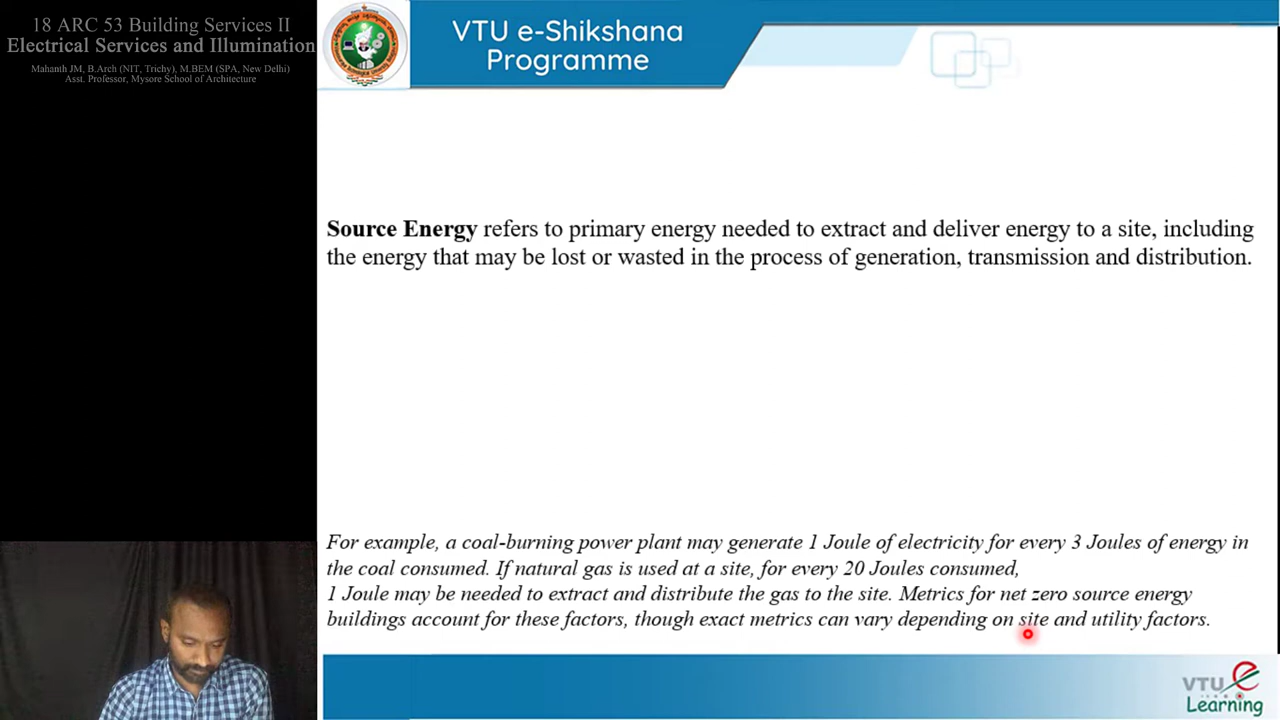 18 ARC 53 Building Services II
Electrical Services and Illumination
Mahanth JM, B.Arch (NIT, Trichy), M.BEM (SPA, New Delhi)
Asst. Professor, Mysore School of Architecture
VTU e-Shikshana
Programme
Source Energy refers to primary energy needed to extract and deliver energy to a site, including
the energy that may be lost or wasted in the process of generation, transmission and distribution.
For example, a coal-burning power plant may generate 1 Joule of electricity for every 3 Joules of energy in
the coal consumed. If natural gas is used at a site, for every 20 Joules consumed,
1 Joule may be needed to extract and distribute the gas to the site. Metrics for net zero source energy
buildings account for these factors, though exact metrics can vary depending on site and utility factors.
VTU e
Learning